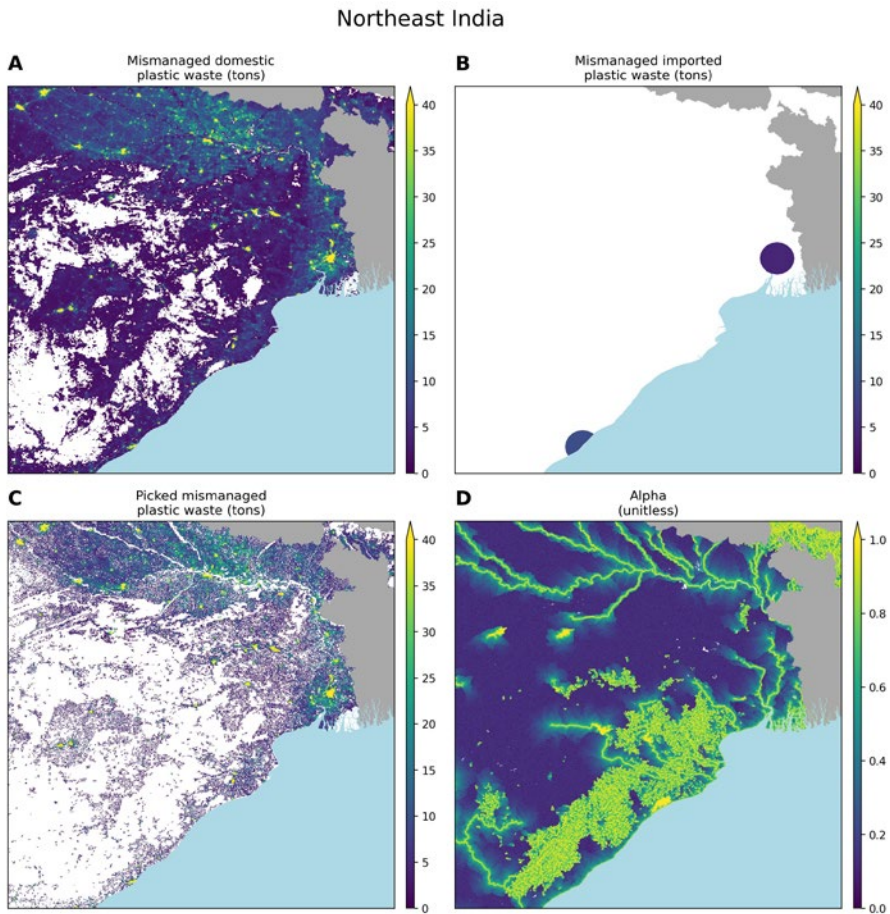 Northeast India
A
Mismanaged domestic
plastic waste (tons)
40
35
30
25
20
15
10
5
0
B
Mismanaged imported
plastic waste (tons)
40
35
30
25
20
15
10
5
0
C
Picked mismanaged
plastic waste (tons)
40
35
30
25
20
15
10
5
0
D
Alpha
(unitless)
1.0
0.8
0.6
0.4
0.2
0.0